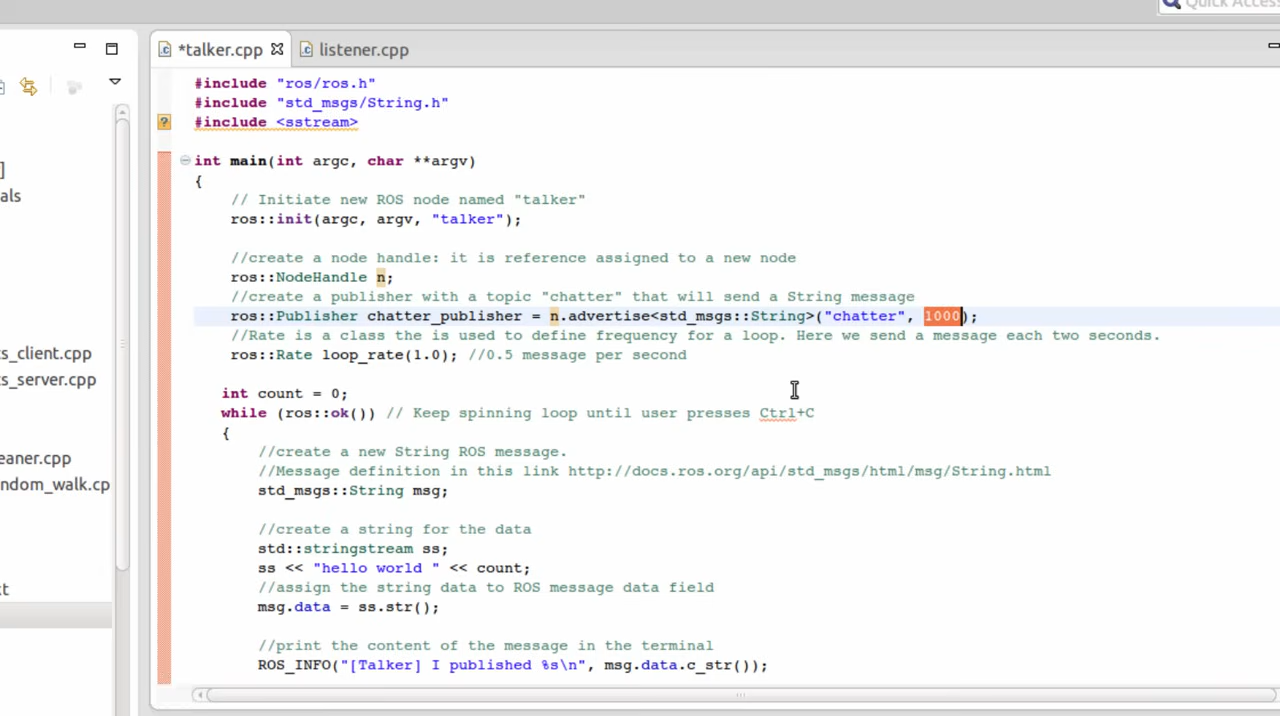 Quick Access
*talker.cpp
listener.cpp
#include "ros/ros.h"
#include "std_msgs/String.h"
#include <sstream>
int main(int argc, char **argv)
{
// Initiate new ROS node named "talker"
ros::init(argc, argv, "talker");
//create a node handle: it is reference assigned to a new node
ros::NodeHandle n;
//create a publisher with a topic "chatter" that will send a String message
ros::Publisher chatter_publisher = n.advertise<std_msgs::String>("chatter", 1000);
//Rate is a class the is used to define frequency for a loop. Here we send a message each two seconds.
ros::Rate loop_rate(1.0); //0.5 message per second
int count = 0;
while (ros::ok()) // Keep spinning loop until user presses Ctrl+C
{
//create a new String ROS message.
//Message definition in this link http://docs.ros.org/api/std_msgs/html/msg/String.html
std_msgs::String msg;
//create a string for the data
std::stringstream ss;
ss << "hello world " << count;
//assign the string data to ROS message data field
msg.data = ss.str();
//print the content of the message in the terminal
ROS_INFO("[Talker] I published %s\n", msg.data.c_str());
]
als
ts_client.cpp
ts_server.cpp
eaner.cpp
ndom_walk.cp
xt